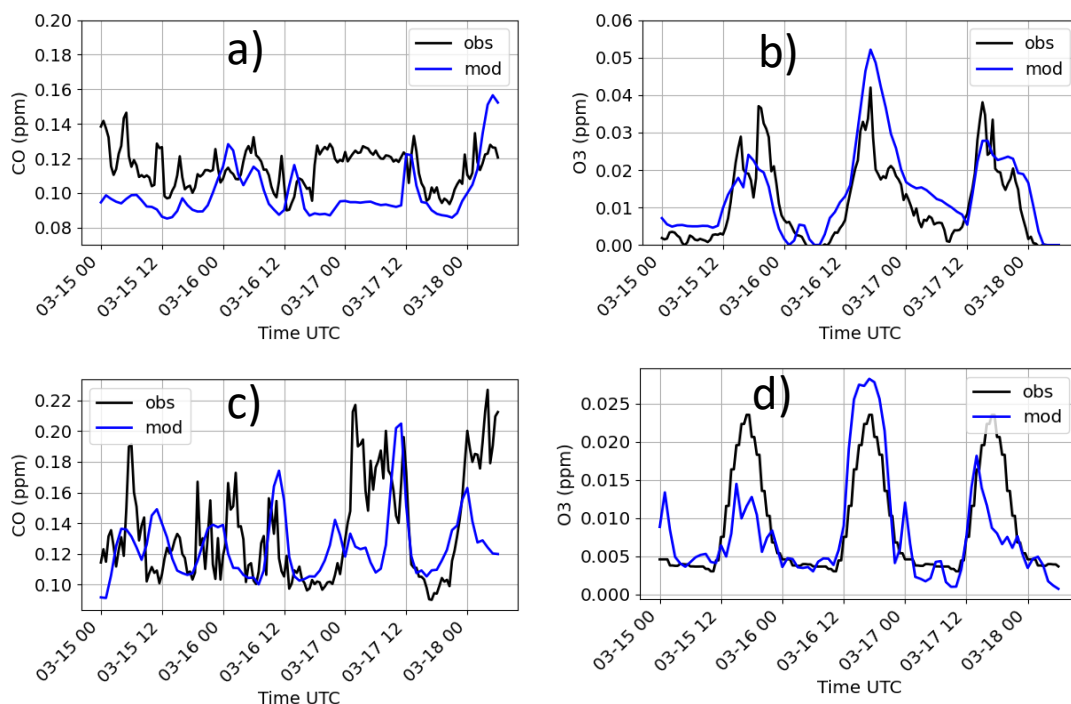 a)
0.20
0.18
0.16
0.14
0.12
0.10
0.08
CO (ppm)
obs
mod
03-15 00
03-15 12
03-16 00
03-16 12
03-17 00
03-17 12
03-18 00
Time UTC
b)
0.06
0.05
0.04
0.03
0.02
0.01
0.00
O3 (ppm)
obs
mod
03-15 00
03-15 12
03-16 00
03-16 12
03-17 00
03-17 12
03-18 00
Time UTC
c)
0.22
0.20
0.18
0.16
0.14
0.12
0.10
CO (ppm)
obs
mod
03-15 00
03-15 12
03-16 00
03-16 12
03-17 00
03-17 12
03-18 00
Time UTC
d)
0.025
0.020
0.015
0.010
0.005
0.000
O3 (ppm)
obs
mod
03-15 00
03-15 12
03-16 00
03-16 12
03-17 00
03-17 12
03-18 00
Time UTC